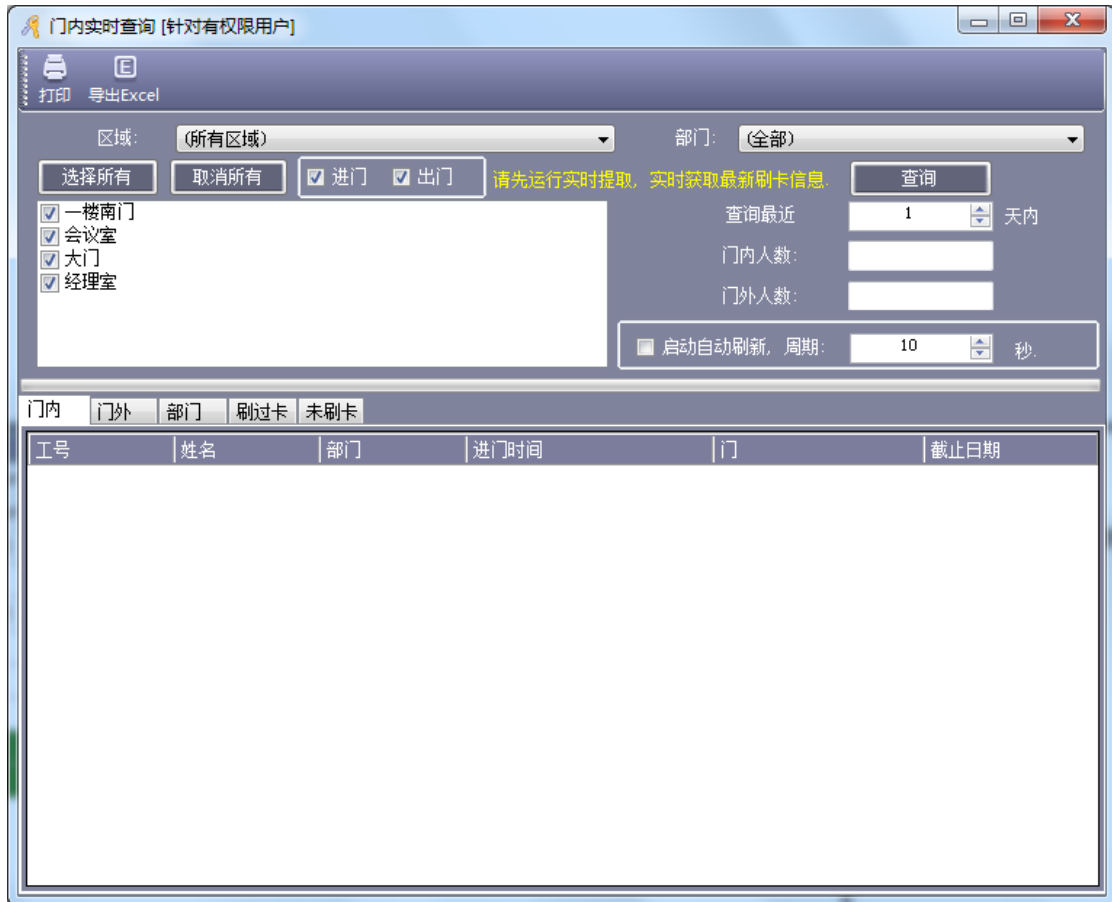 门内实时查询 [针对有权限用户]
打印 导出Excel
区域: (所有区域) 部门: (全部)
选择所有 取消所有 进门 出门 请先运行实时提取, 实时获取最新刷卡信息. 查询
一楼南门 查询最近 1 天内
会议室
大门 门内人数:
经理室
门外人数:
启动自动刷新, 周期: 10 秒.
门内 门外 部门 刷过卡 未刷卡
工号 姓名 部门 进门时间 门 截止日期